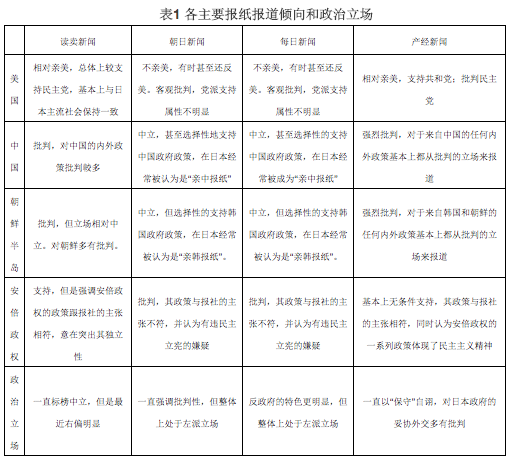 表1 各主要报纸报道倾向和政治立场
读卖新闻
朝日新闻
每日新闻
产经新闻
美
国
相对亲美，总体上较支
持民主党，基本上与日
本主流社会保持一致
不亲美，有时甚至还反
美。客观批判，党派支持
属性不明显
不亲美，有时甚至还反
美。客观批判，党派支持
属性不明显
相对亲美，支持共和党；批判民主
党
中
国
批判，对中国的内外政
策批判较多
中立，甚至选择性地支持
中国政府政策，在日本经
常被认为是“亲中报纸”
中立，甚至选择性的支持
中国政府政策，在日本经
常被成为“亲中报纸”
强烈批判，对于来自中国的任何内
外政策基本上都从批判的立场来报
道
朝
鲜
半
岛
批判，但立场相对中
立。对朝鲜多有批判。
中立，但选择性的支持韩
国政府政策，在日本经常
被认为是“亲韩报纸”。
中立，但选择性的支持韩
国政府政策，在日本经常
被认为是“亲韩报纸”。
强烈批判，对于来自韩国和朝鲜的
任何内外政策基本上都从批判的立
场来报道
安
倍
政
权
支持，但是强调安倍政
权的政策跟报社的主张
相符，意在突出其独立
性
批判，其政策与报社的主
张不符，并认为有违民主
立宪的嫌疑
批判，其政策与报社的主
张不符，并认为有违民主
立宪的嫌疑
基本上无条件支持，其政策与报社
的主张相符，同时认为安倍政权的
一系列政策体现了民主主义精神
政
治
立
场
一直标榜中立，但是最
近右偏明显
一直强调批判性，但整体
上处于左派立场
反政府的特色更明显，但
整体上处于左派立场
一直以“保守”自诩，对日本政府的
妥协外交多有批判